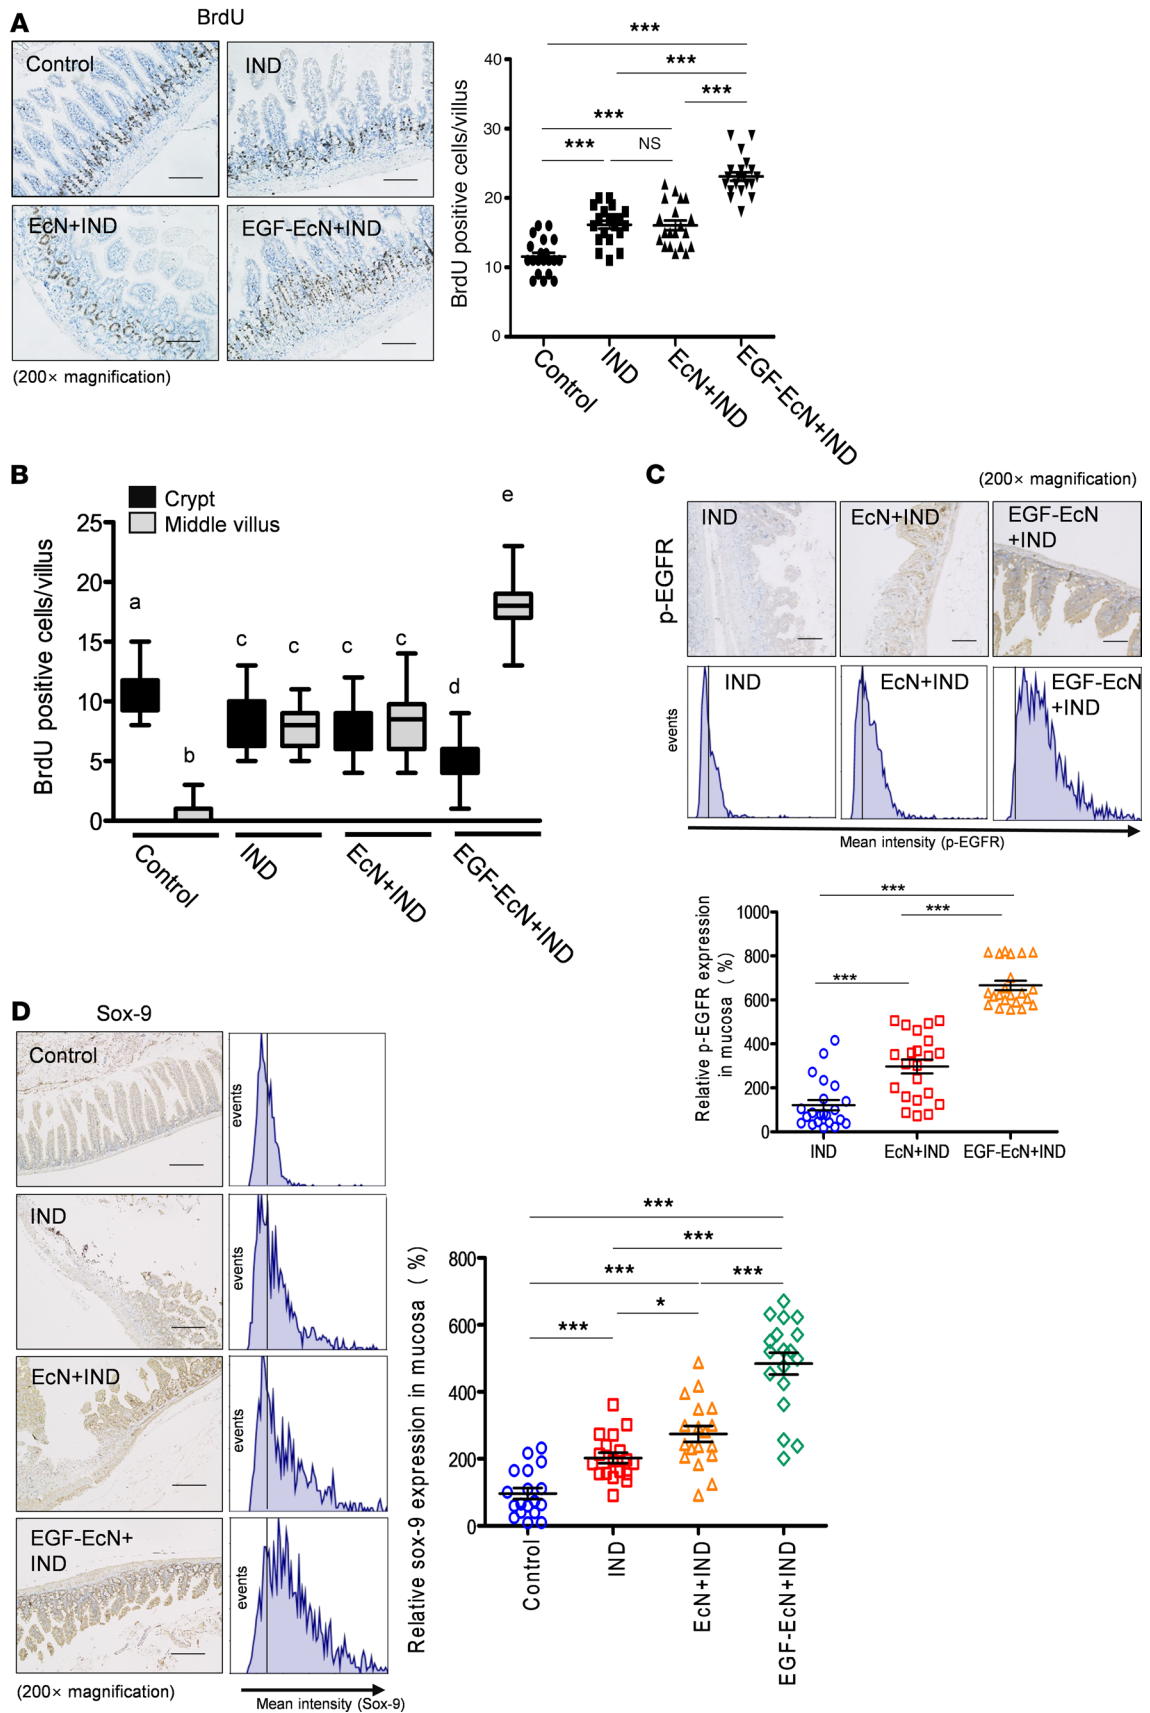 A
BrdU
Control
IND
EcN+IND
EGF-EcN+IND
(200× magnification)
BrdU positive cells/villus
40
30
20
10
0
***
***
***
***
***
NS
Control
IND
EcN+IND
EGF-EcN+IND
B
Crypt
Middle villus
BrdU positive cells/villus
25
20
15
10
5
0
a
b
c
c
c
c
d
e
Control
IND
EcN+IND
EGF-EcN+IND
C
(200× magnification)
p-EGFR
IND
EcN+IND
EGF-EcN
+IND
events
IND
EcN+IND
EGF-EcN
+IND
Mean intensity (p-EGFR)
Relative p-EGFR expression
in mucosa ( %)
1000
800
600
400
200
0
***
***
***
IND
EcN+IND
EGF-EcN+IND
D
Sox-9
Control
events
IND
events
EcN+IND
events
EGF-EcN+
IND
events
(200× magnification)
Mean intensity (Sox-9)
Relative sox-9 expression in mucosa ( %)
800
600
400
200
0
***
***
***
***
*
***
Control
IND
EcN+IND
EGF-EcN+IND